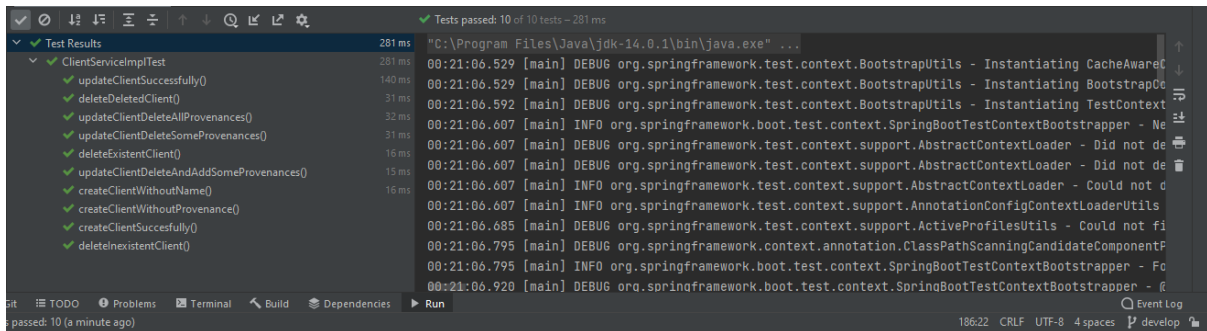 Tests passed: 10 of 10 tests – 281 ms
Test Results 281 ms
ClientServiceImplTest 281 ms
updateClientSuccessfully() 140 ms
deleteDeletedClient() 31 ms
updateClientDeleteAllProvenances() 32 ms
updateClientDeleteSomeProvenances() 31 ms
deleteExistentClient() 16 ms
updateClientDeleteAndAddSomeProvenances() 15 ms
createClientWithoutName() 16 ms
createClientWithoutProvenance()
createClientSuccesfully()
deleteInexistentClient()
"C:\Program Files\Java\jdk-14.0.1\bin\java.exe" ...
00:21:06.529 [main] DEBUG org.springframework.test.context.BootstrapUtils - Instantiating CacheAwareC
00:21:06.529 [main] DEBUG org.springframework.test.context.BootstrapUtils - Instantiating BootstrapCo
00:21:06.592 [main] DEBUG org.springframework.test.context.BootstrapUtils - Instantiating TestContext
00:21:06.607 [main] INFO org.springframework.boot.test.context.SpringBootTestContextBootstrapper - Ne
00:21:06.607 [main] DEBUG org.springframework.test.context.support.AbstractContextLoader - Did not de
00:21:06.607 [main] DEBUG org.springframework.test.context.support.AbstractContextLoader - Did not de
00:21:06.607 [main] INFO org.springframework.test.context.support.AbstractContextLoader - Could not d
00:21:06.607 [main] INFO org.springframework.test.context.support.AnnotationConfigContextLoaderUtils
00:21:06.685 [main] DEBUG org.springframework.test.context.support.ActiveProfilesUtils - Could not fi
00:21:06.795 [main] DEBUG org.springframework.context.annotation.ClassPathScanningCandidateComponentP
00:21:06.795 [main] INFO org.springframework.boot.test.context.SpringBootTestContextBootstrapper - Fo
00:21:06.920 [main] DEBUG org.springframework.boot.test.context.SpringBootTestContextBootstrapper - @
Git TODO Problems Terminal Build Dependencies Run Event Log
s passed: 10 (a minute ago) 186:22 CRLF UTF-8 4 spaces develop